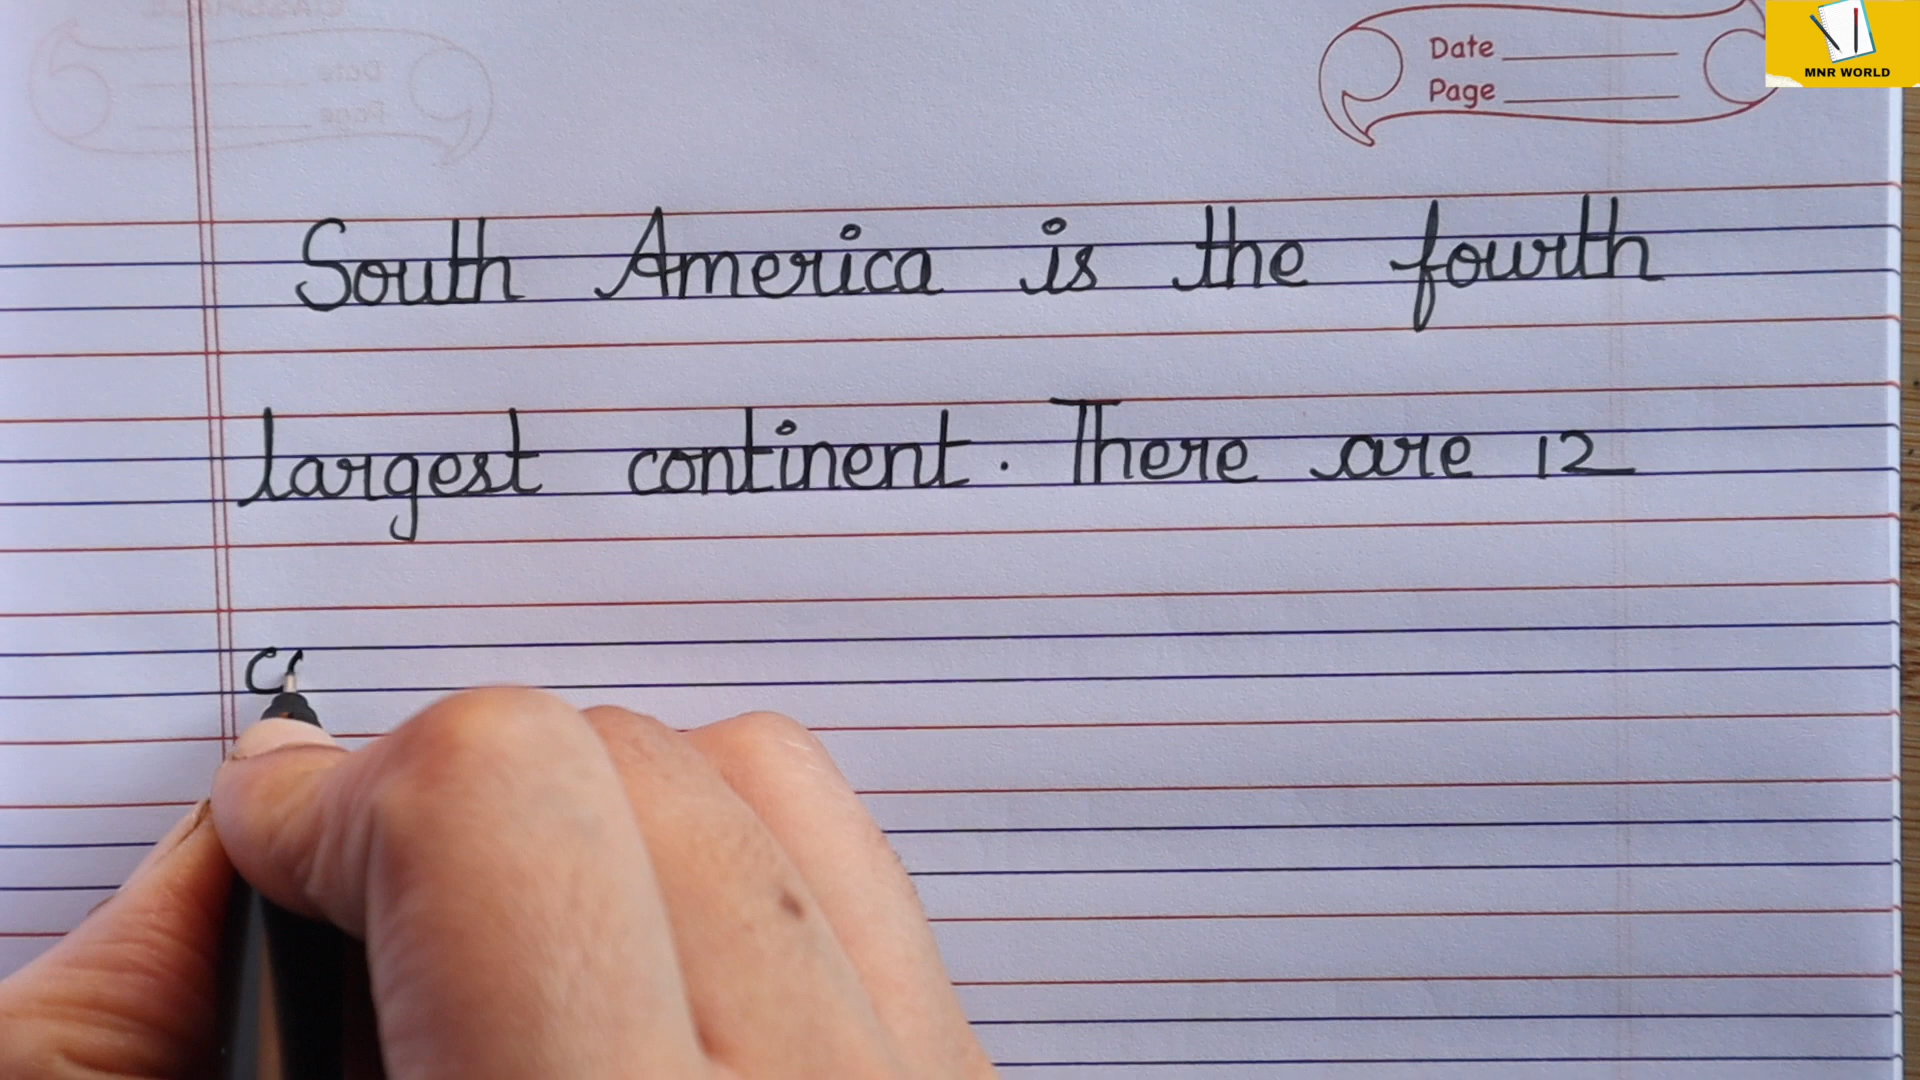 Date
Page
MNR WORLD
South America is the fourth
largest continent. There are 12